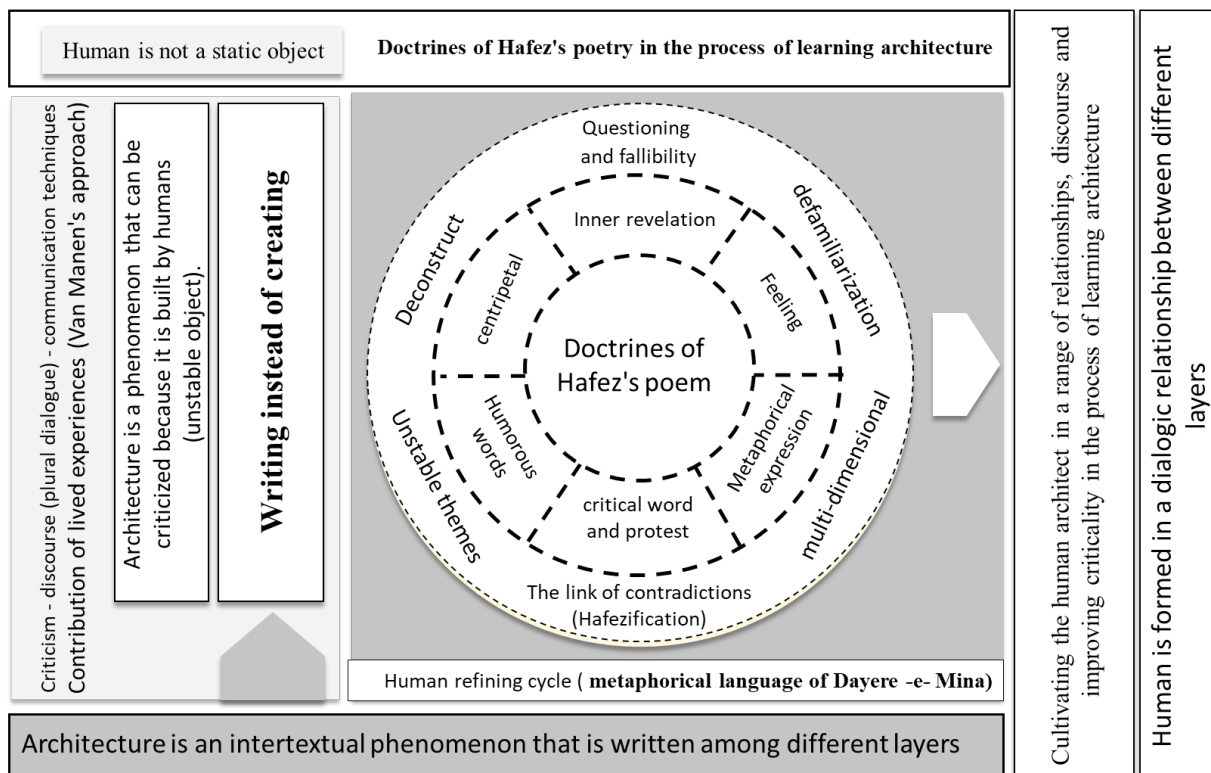 Human is not a static object
Doctrines of Hafez's poetry in the process of learning architecture
Criticism - discourse (plural dialogue) - communication techniques
Contribution of lived experiences (Van Manen's approach)
Architecture is a phenomenon that can be
criticized because it is built by humans
(unstable object).
Writing instead of creating
Questioning
and fallibility
defamiliarization
multi-dimensional
The link of contradictions
(Hafezification)
Unstable themes
Deconstruct
Inner revelation
Feeling
Metaphorical
expression
critical word
and protest
Humorous
words
centripetal
Doctrines of
Hafez's poem
Human refining cycle ( metaphorical language of Dayere -e- Mina)
Architecture is an intertextual phenomenon that is written among different layers
Cultivating the human architect in a range of relationships, discourse and
improving criticality in the process of learning architecture
Human is formed in a dialogic relationship between different
layers